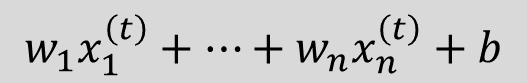 w₁x₁⁽ᵗ⁾ + ⋯ + wₙxₙ⁽ᵗ⁾ + b